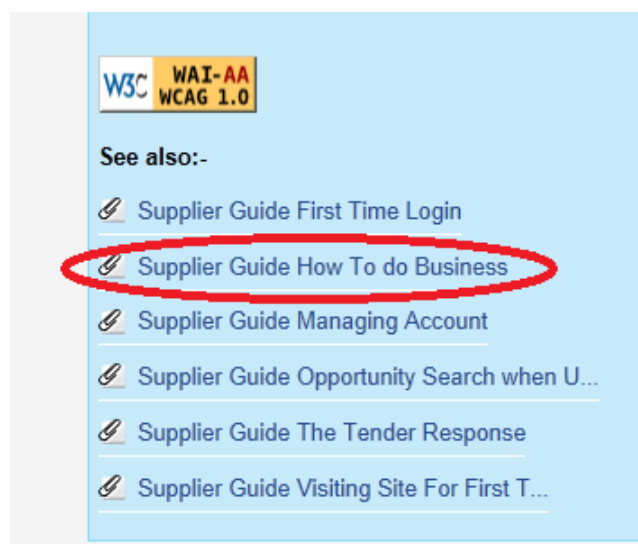 W3C WAI-AA
WCAG 1.0
See also:-
Supplier Guide First Time Login
Supplier Guide How To do Business
Supplier Guide Managing Account
Supplier Guide Opportunity Search when U...
Supplier Guide The Tender Response
Supplier Guide Visiting Site For First T...